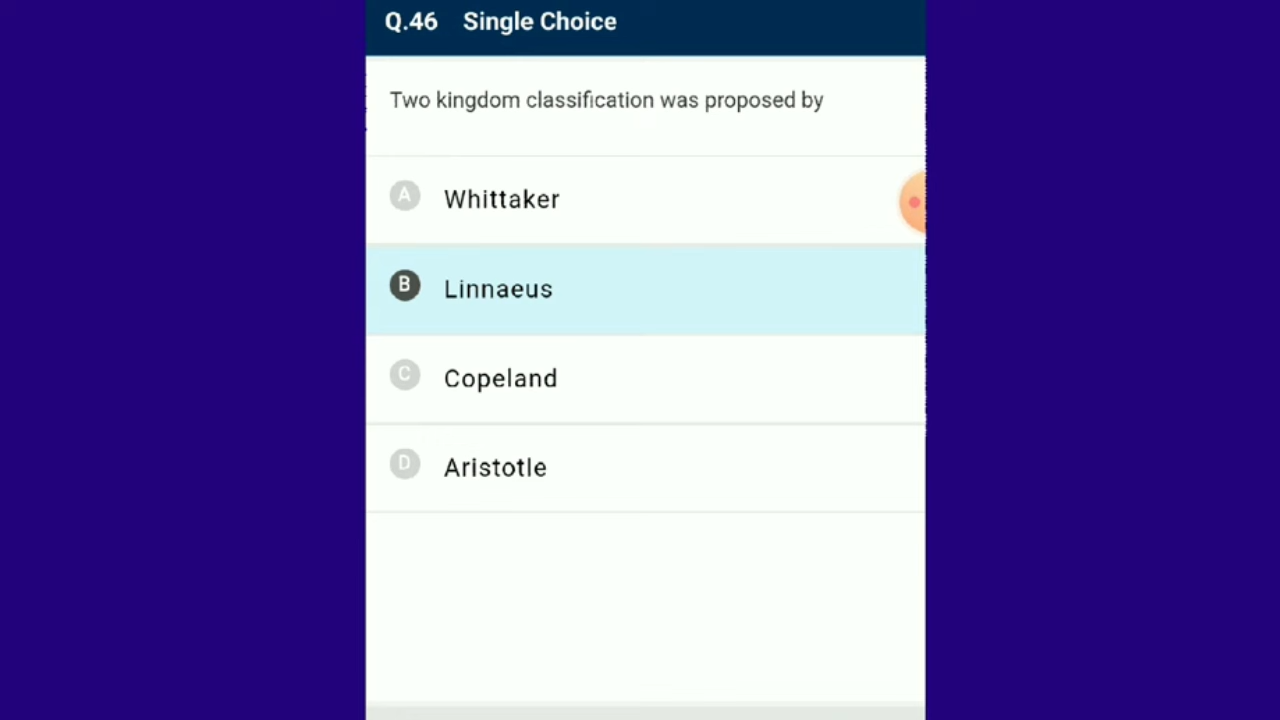 Q.46 Single Choice
Two kingdom classification was proposed by
A Whittaker
B Linnaeus
C Copeland
D Aristotle